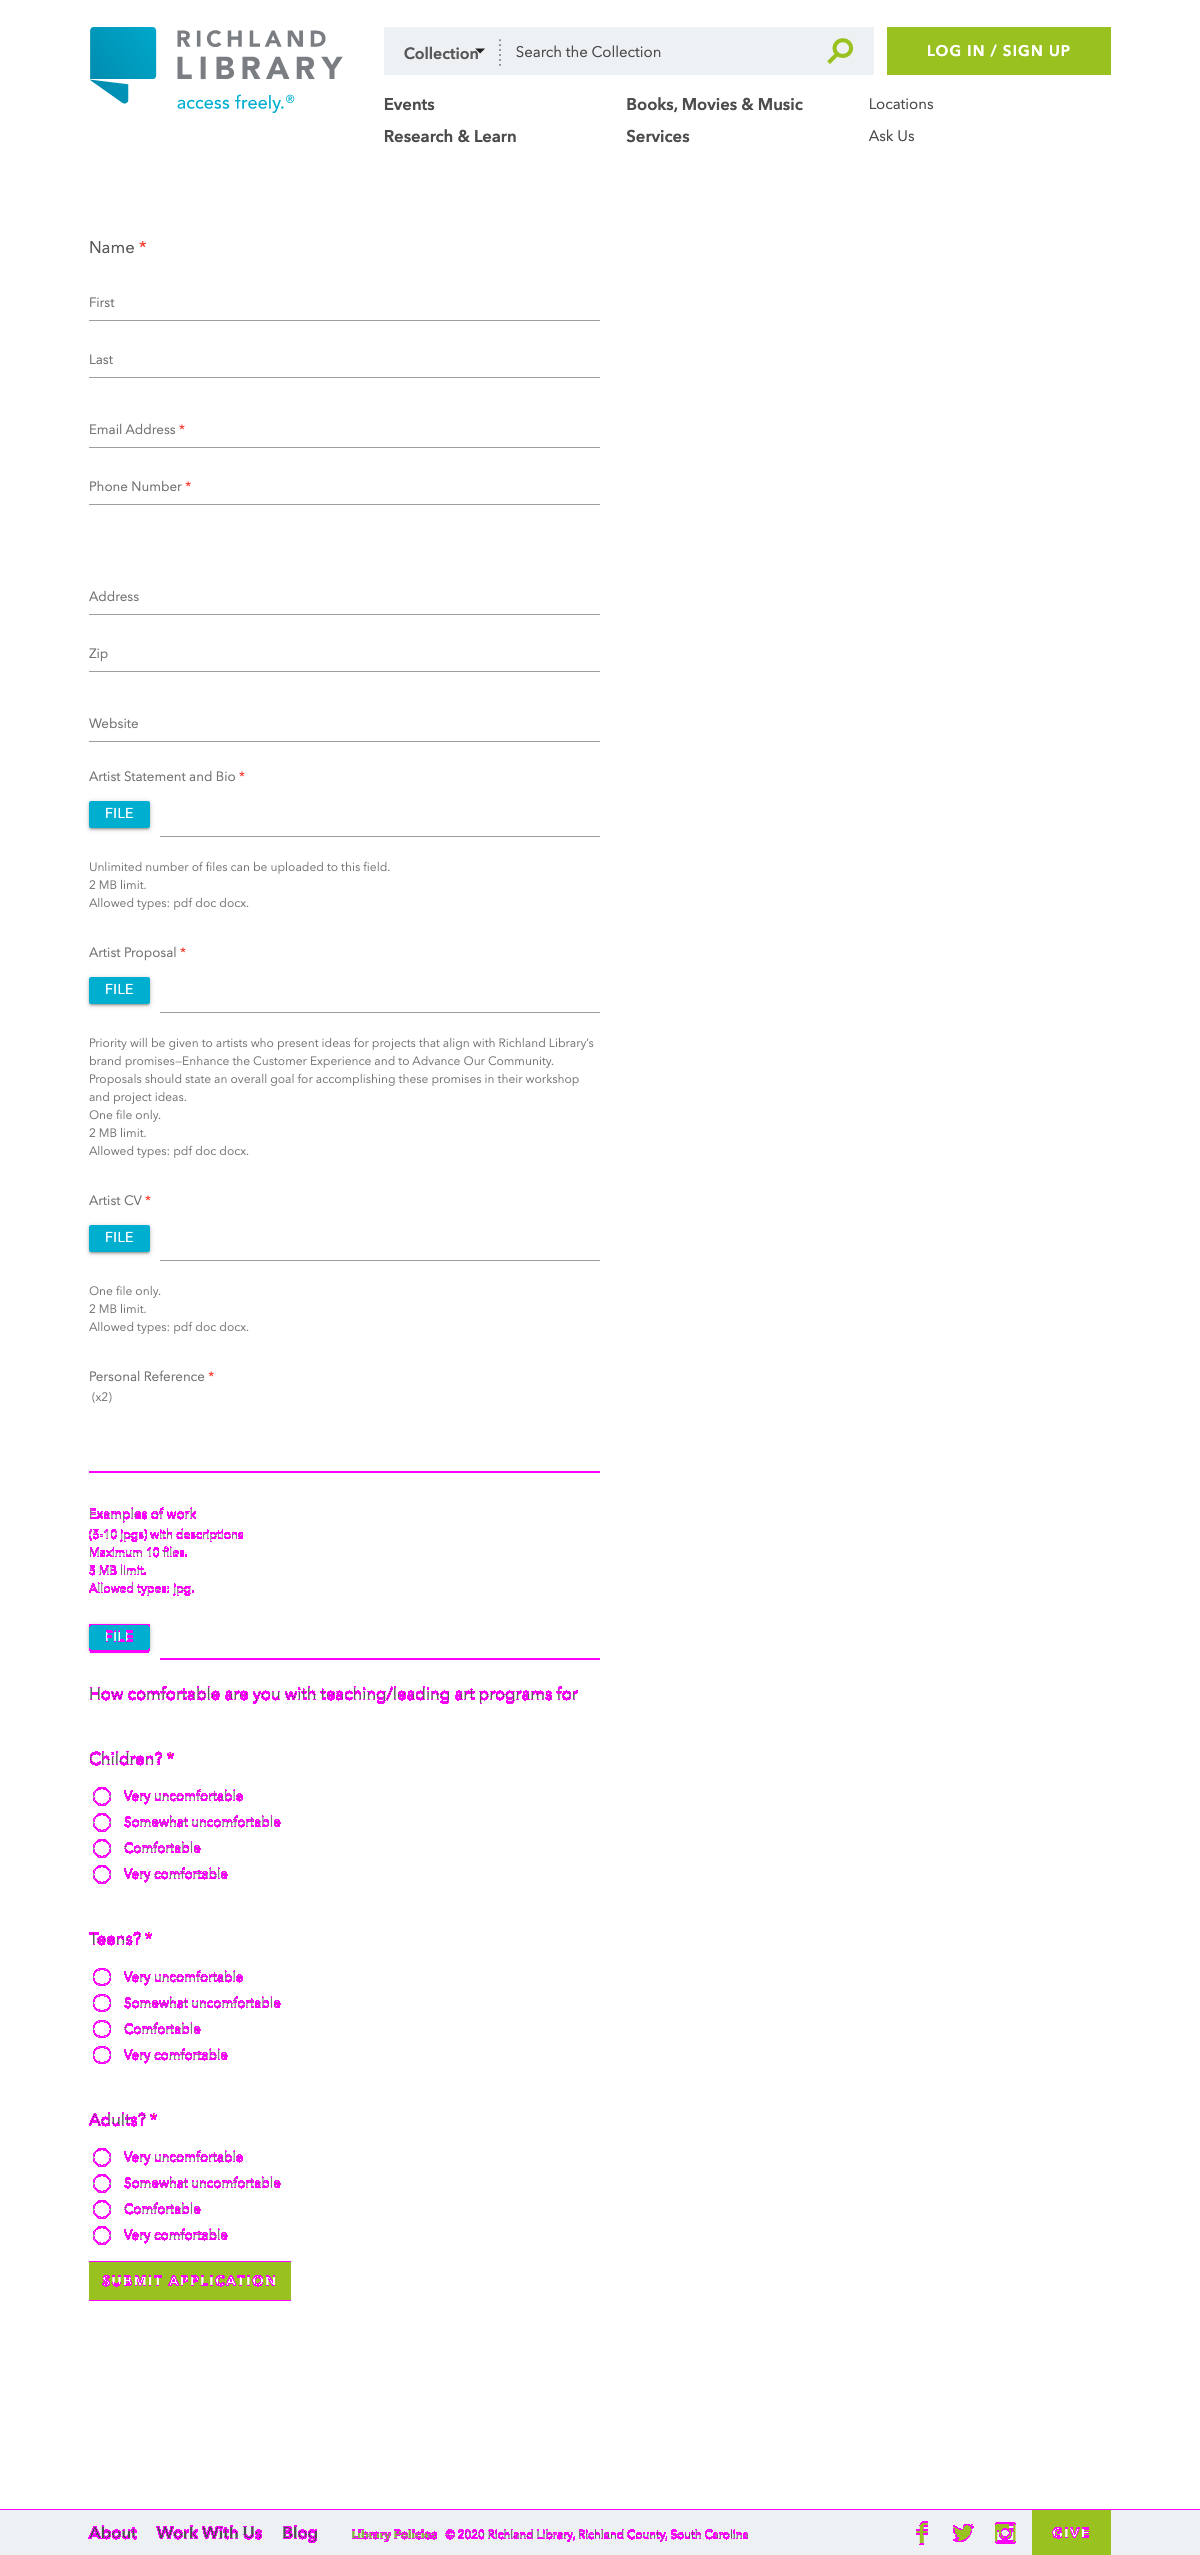 RICHLAND
LIBRARY
access freely.®
Collection
Search the Collection
LOG IN / SIGN UP
Events
Books, Movies & Music
Locations
Research & Learn
Services
Ask Us
Name *
First
Last
Email Address *
Phone Number *
Address
Zip
Website
Artist Statement and Bio *
FILE
Unlimited number of files can be uploaded to this field.
2 MB limit.
Allowed types: pdf doc docx.
Artist Proposal *
FILE
Priority will be given to artists who present ideas for projects that align with Richland Library's
brand promises—Enhance the Customer Experience and to Advance Our Community.
Proposals should state an overall goal for accomplishing these promises in their workshop
and project ideas.
One file only.
2 MB limit.
Allowed types: pdf doc docx.
Artist CV *
FILE
One file only.
2 MB limit.
Allowed types: pdf doc docx.
Personal Reference *
(x2)
Examples of work
(3-10 jpgs) with descriptions
Maximum 10 files.
5 MB limit.
Allowed types: jpg.
FILE
How comfortable are you with teaching/leading art programs for
Children? *
Very uncomfortable
Somewhat uncomfortable
Comfortable
Very comfortable
Teens? *
Very uncomfortable
Somewhat uncomfortable
Comfortable
Very comfortable
Adults? *
Very uncomfortable
Somewhat uncomfortable
Comfortable
Very comfortable
SUBMIT APPLICATION
About Work With Us Blog Library Policies © 2020 Richland Library, Richland County, South Carolina
GIVE